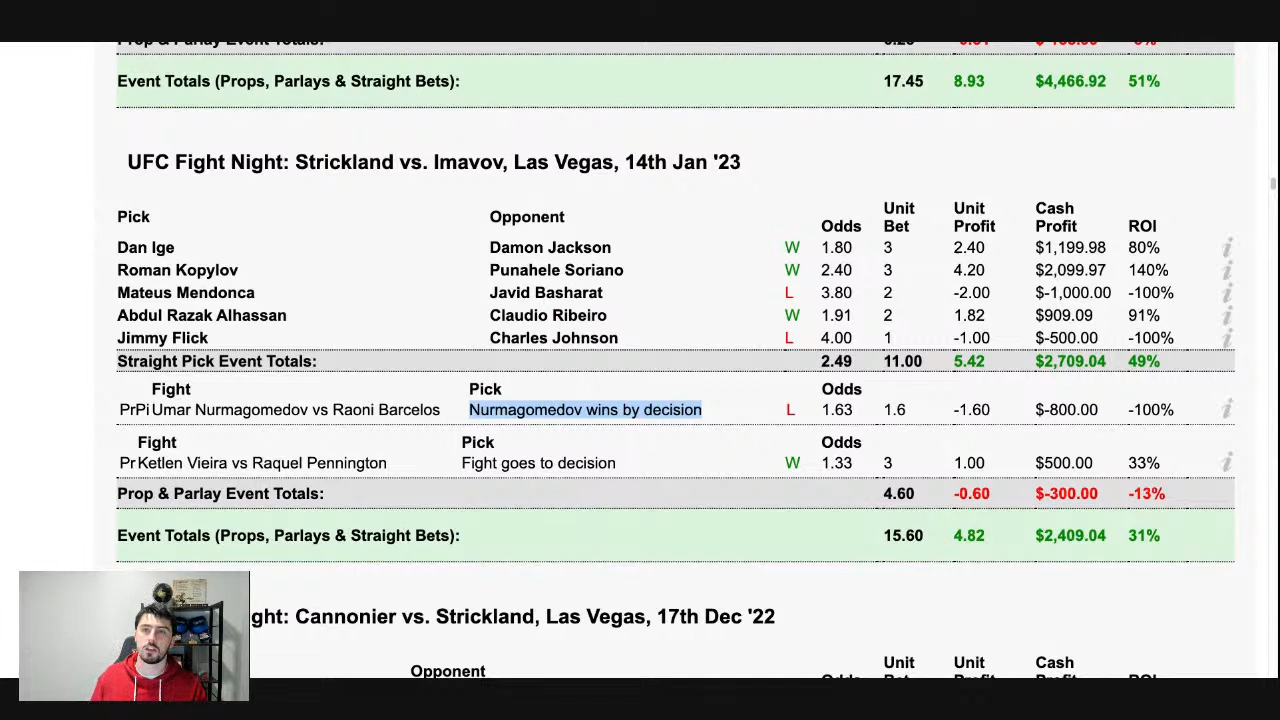 Prop & Parlay Event Totals:
Event Totals (Props, Parlays & Straight Bets): 17.45 8.93 $4,466.92 51%
UFC Fight Night: Strickland vs. Imavov, Las Vegas, 14th Jan '23
Pick Opponent Odds Unit Bet Unit Profit Cash Profit ROI
Dan Ige Damon Jackson W 1.80 3 2.40 $1,199.98 80%
Roman Kopylov Punahele Soriano W 2.40 3 4.20 $2,099.97 140%
Mateus Mendonca Javid Basharat L 3.80 2 -2.00 $-1,000.00 -100%
Abdul Razak Alhassan Claudio Ribeiro W 1.91 2 1.82 $909.09 91%
Jimmy Flick Charles Johnson L 4.00 1 -1.00 $-500.00 -100%
Straight Pick Event Totals: 2.49 11.00 5.42 $2,709.04 49%
Fight Pick Odds
PrPi Umar Nurmagomedov vs Raoni Barcelos Nurmagomedov wins by decision L 1.63 1.6 -1.60 $-800.00 -100%
Fight Pick Odds
Pr Ketlen Vieira vs Raquel Pennington Fight goes to decision W 1.33 3 1.00 $500.00 33%
Prop & Parlay Event Totals: 4.60 -0.60 $-300.00 -13%
Event Totals (Props, Parlays & Straight Bets): 15.60 4.82 $2,409.04 31%
ght: Cannonier vs. Strickland, Las Vegas, 17th Dec '22
Opponent Odds Unit Bet Unit Profit Cash Profit ROI